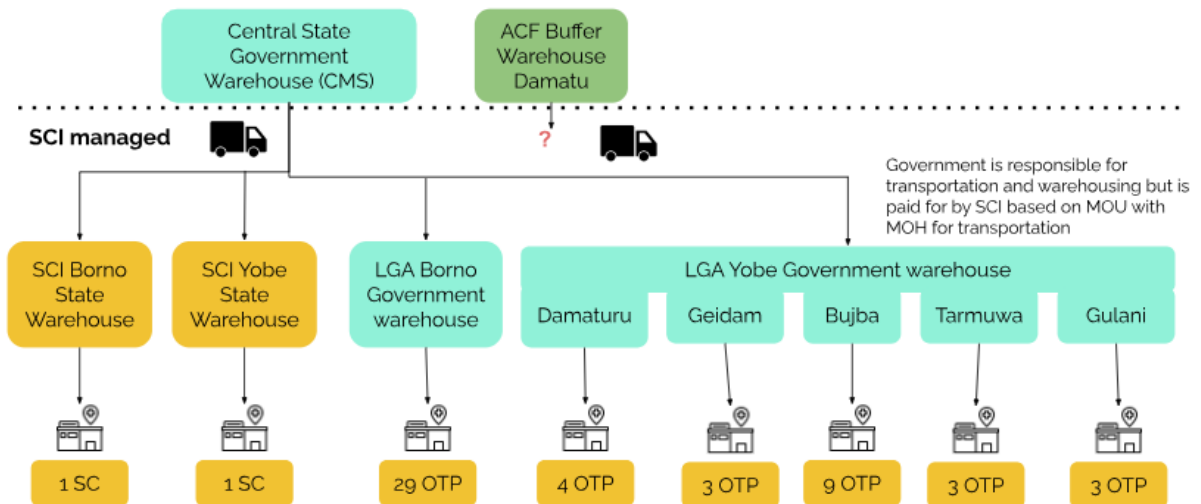 Central State
Government
Warehouse (CMS)
ACF Buffer
Warehouse
Damatu
SCI managed
?
Government is responsible for
transportation and warehousing but is
paid for by SCI based on MOU with
MOH for transportation
SCI Borno
State
Warehouse
SCI Yobe
State
Warehouse
LGA Borno
Government
warehouse
LGA Yobe Government warehouse
Damaturu
Geidam
Bujba
Tarmuwa
Gulani
1 SC
1 SC
29 OTP
4 OTP
3 OTP
9 OTP
3 OTP
3 OTP